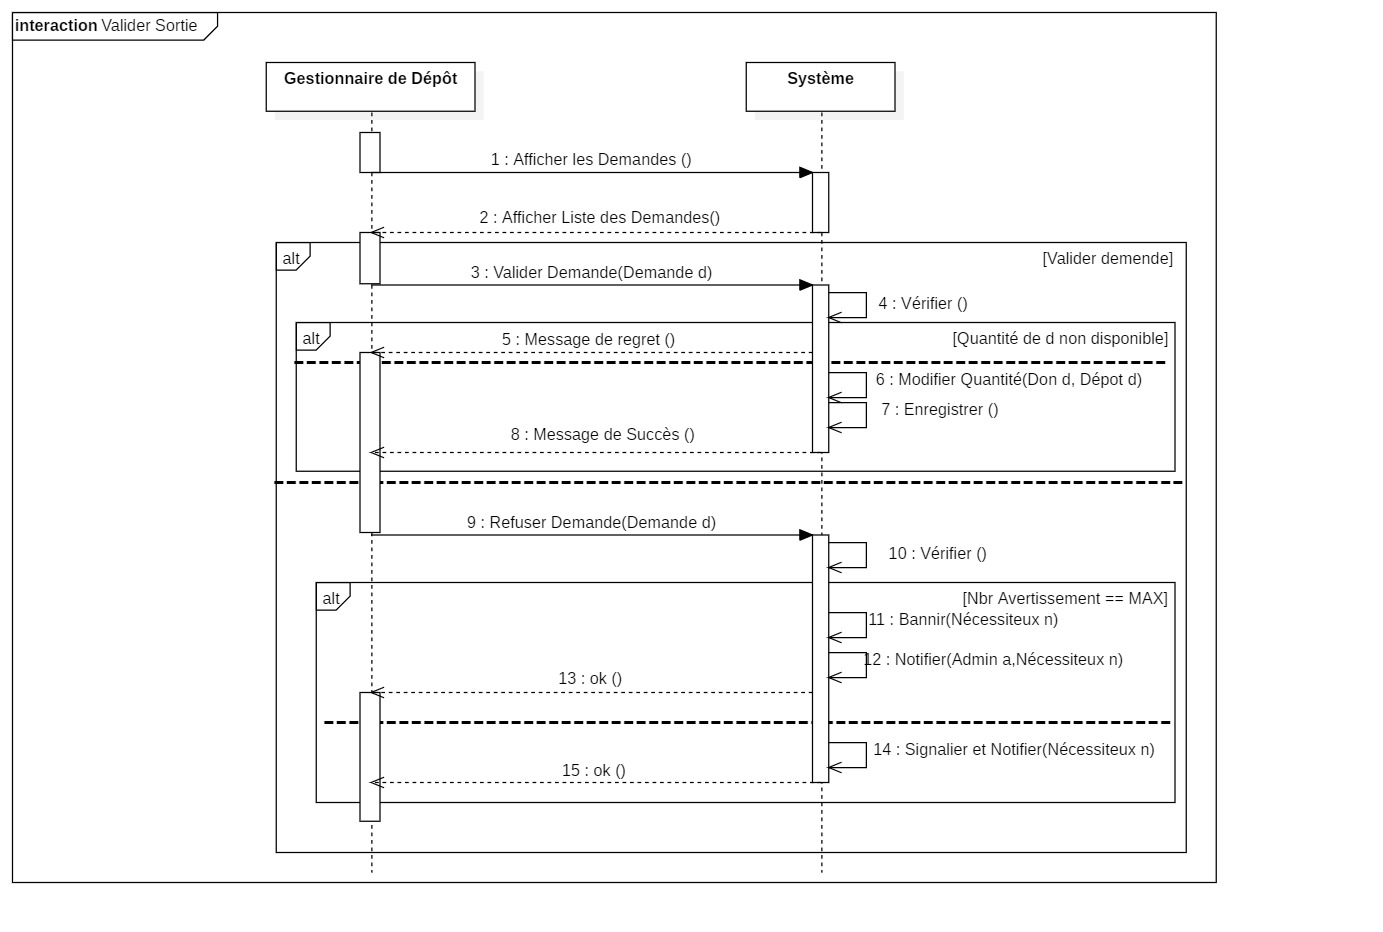 interaction Valider Sortie
Gestionnaire de Dépôt
Système
1 : Afficher les Demandes ()
2 : Afficher Liste des Demandes()
alt
[Valider demende]
3 : Valider Demande(Demande d)
4 : Vérifier ()
alt
[Quantité de d non disponible]
5 : Message de regret ()
6 : Modifier Quantité(Don d, Dépot d)
7 : Enregistrer ()
8 : Message de Succès ()
9 : Refuser Demande(Demande d)
10 : Vérifier ()
alt
[Nbr Avertissement == MAX]
11 : Bannir(Nécessiteux n)
12 : Notifier(Admin a,Nécessiteux n)
13 : ok ()
14 : Signalier et Notifier(Nécessiteux n)
15 : ok ()